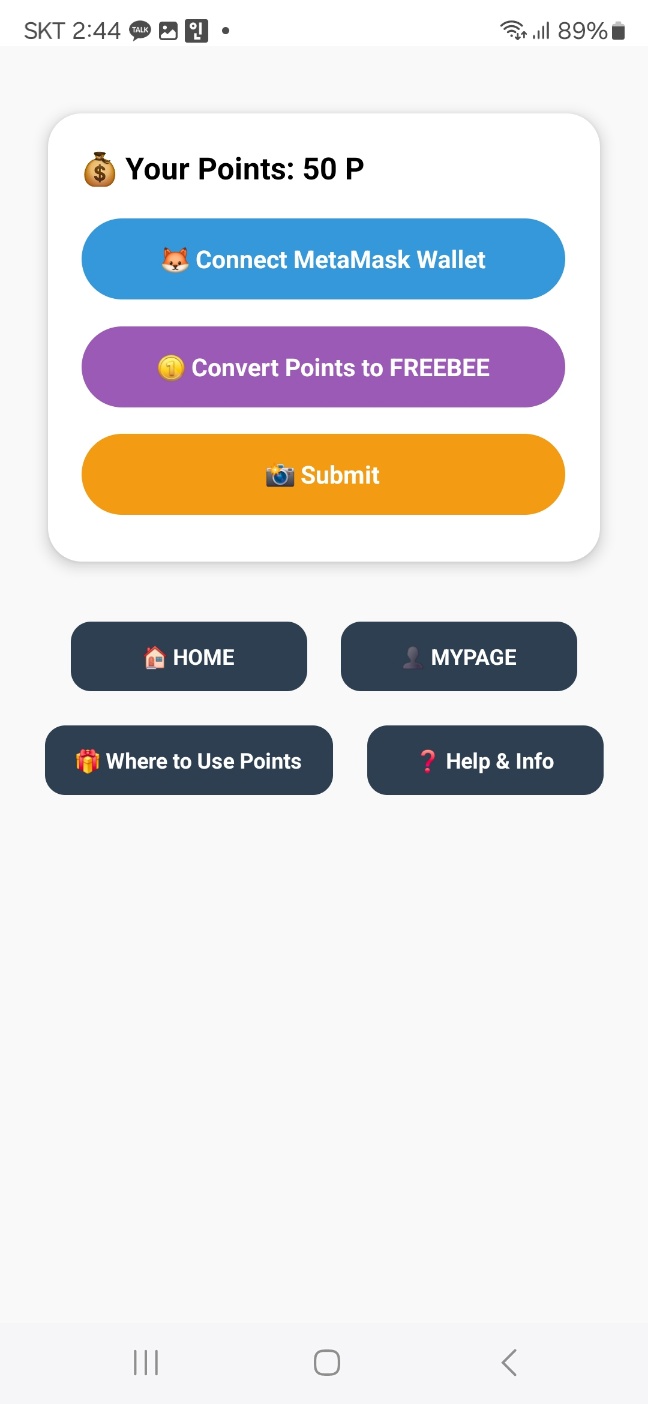 SKT 2:44 TALK 인 89%
💰 Your Points: 50 P
🦊 Connect MetaMask Wallet
🪙 Convert Points to FREEBEE
📸 Submit
🏠 HOME 👤 MYPAGE
🎁 Where to Use Points ❓ Help & Info